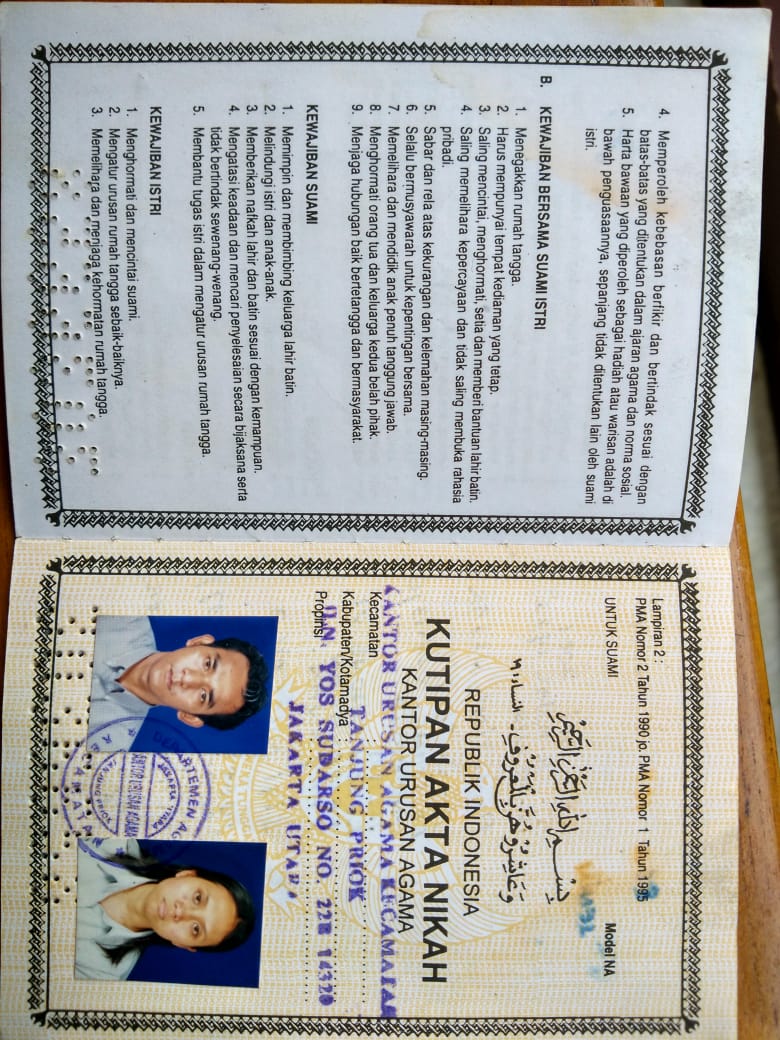 4. Memperoleh kebebasan berfikir dan bertindak sesuai dengan
batas-batas yang ditentukan dalam ajaran agama dan norma sosial.
5. Harta bawaan yang diperoleh sebagai hadiah atau warisan adalah di
bawah penguasaannya, sepanjang tidak ditentukan lain oleh suami
istri.
B. KEWAJIBAN BERSAMA SUAMI ISTRI
1. Menegakkan rumah tangga.
2. Harus mempunyai tempat kediaman yang tetap.
3. Saling mencintai, menghormati, setia dan memberi bantuan lahir batin.
4. Saling memelihara kepercayaan dan tidak saling membuka rahasia
pribadi.
5. Sabar dan rela atas kekurangan dan kelemahan masing-masing.
6. Selalu bermusyawarah untuk kepentingan bersama.
7. Memelihara dan mendidik anak penuh tanggung jawab.
8. Menghormati orang tua dan keluarga kedua belah pihak.
9. Menjaga hubungan baik bertetangga dan bermasyarakat.
KEWAJIBAN SUAMI
1. Memimpin dan membimbing keluarga lahir batin.
2. Melindungi istri dan anak-anak.
3. Memberikan nafkah lahir dan batin sesuai dengan kemampuan.
4. Mengatasi keadaan dan mencari penyelesaian secara bijaksana serta
tidak bertindak sewenang-wenang.
5. Membantu tugas istri dalam mengatur urusan rumah tangga.
KEWAJIBAN ISTRI
1. Menghormati dan mencintai suami.
2. Mengatur urusan rumah tangga sebaik-baiknya.
3. Memelihara dan menjaga kehormatan rumah tangga.
Lampiran 2 :
PMA Nomor 2 Tahun 1990 jo. PMA Nomor 1 Tahun 1995
UNTUK SUAMI
Model NA
بسم الله الرحمن الرحيم
وعاشروهن بالمعروف - النساء ١٩
REPUBLIK INDONESIA
KUTIPAN AKTA NIKAH
KANTOR URUSAN AGAMA
KANTOR URUSAN AGAMA KECAMATAN
Kecamatan
TANJUNG PRIOK
Kabupaten/Kotamadya
JLN. YOS SUDARSO NO. 22B 14320
Propinsi
JAKARTA UTARA
DEPARTEMEN AG
KANTOR URUSAN AGAMA
JAKARTA UTARA
TANJUNG PRIOK